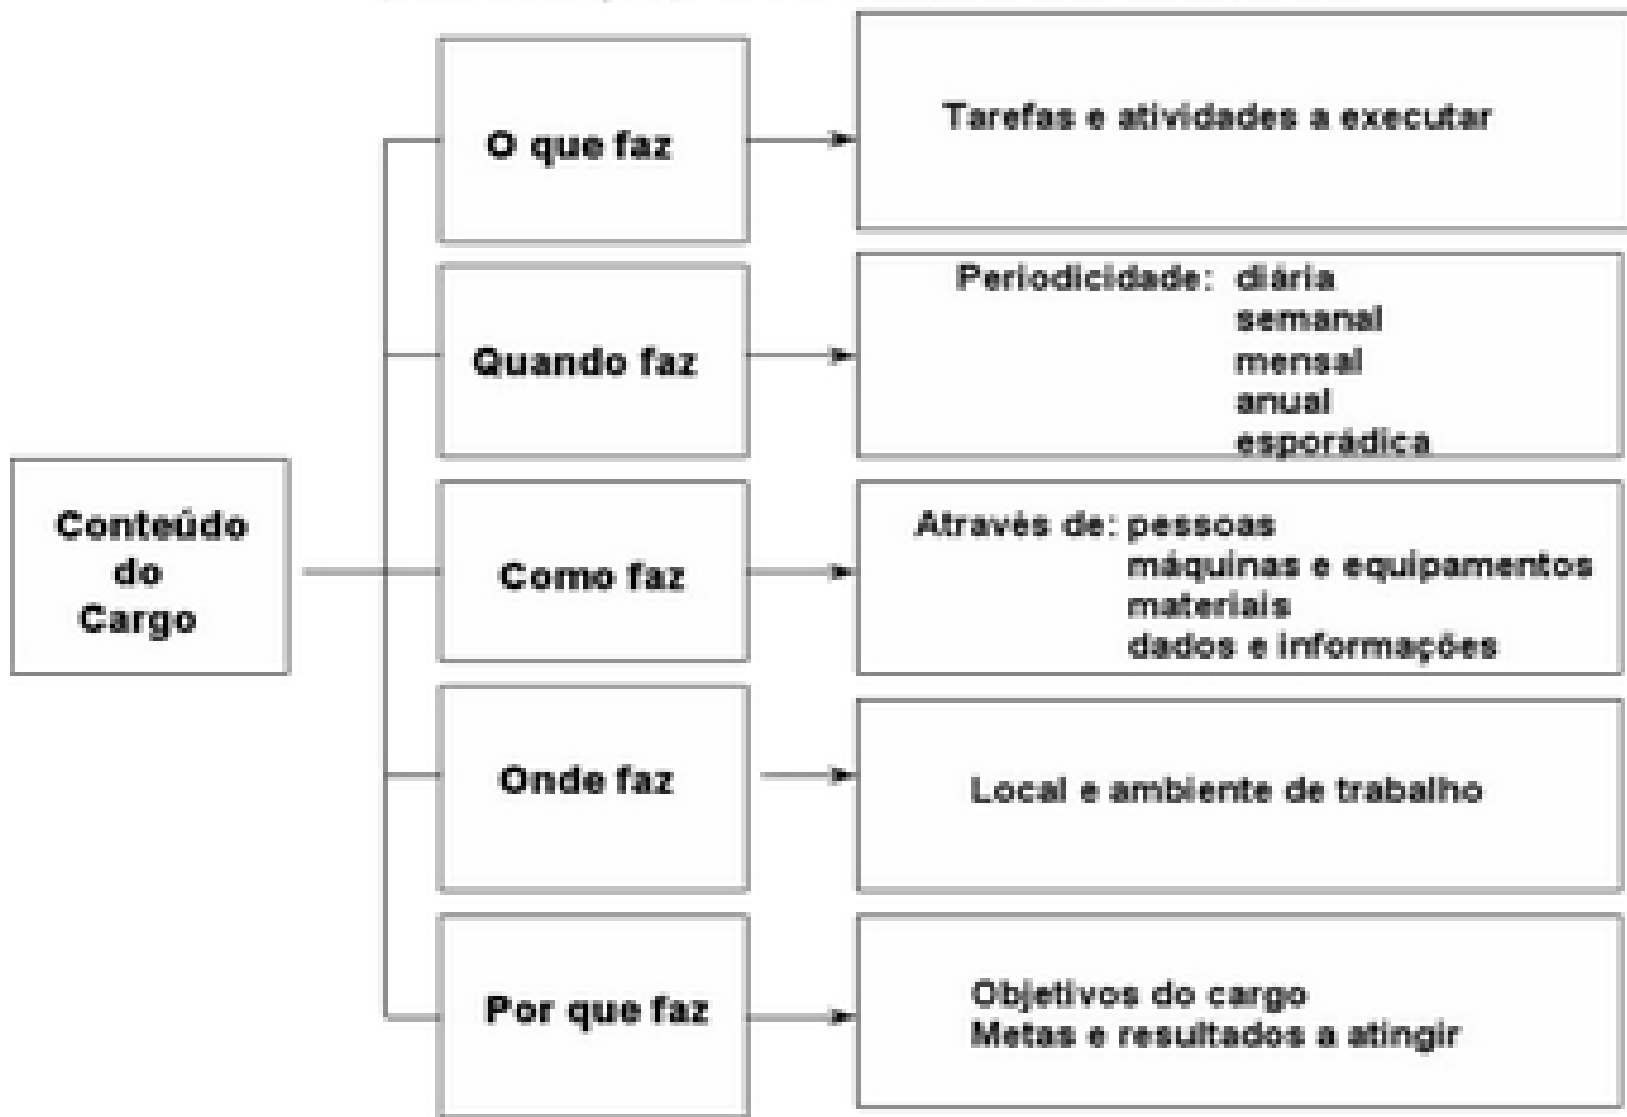 O que faz
Tarefas e atividades a executar
Quando faz
Periodicidade: diária
semanal
mensal
anual
esporádica
Conteúdo
do
Cargo
Como faz
Através de: pessoas
máquinas e equipamentos
materiais
dados e informações
Onde faz
Local e ambiente de trabalho
Por que faz
Objetivos do cargo
Metas e resultados a atingir